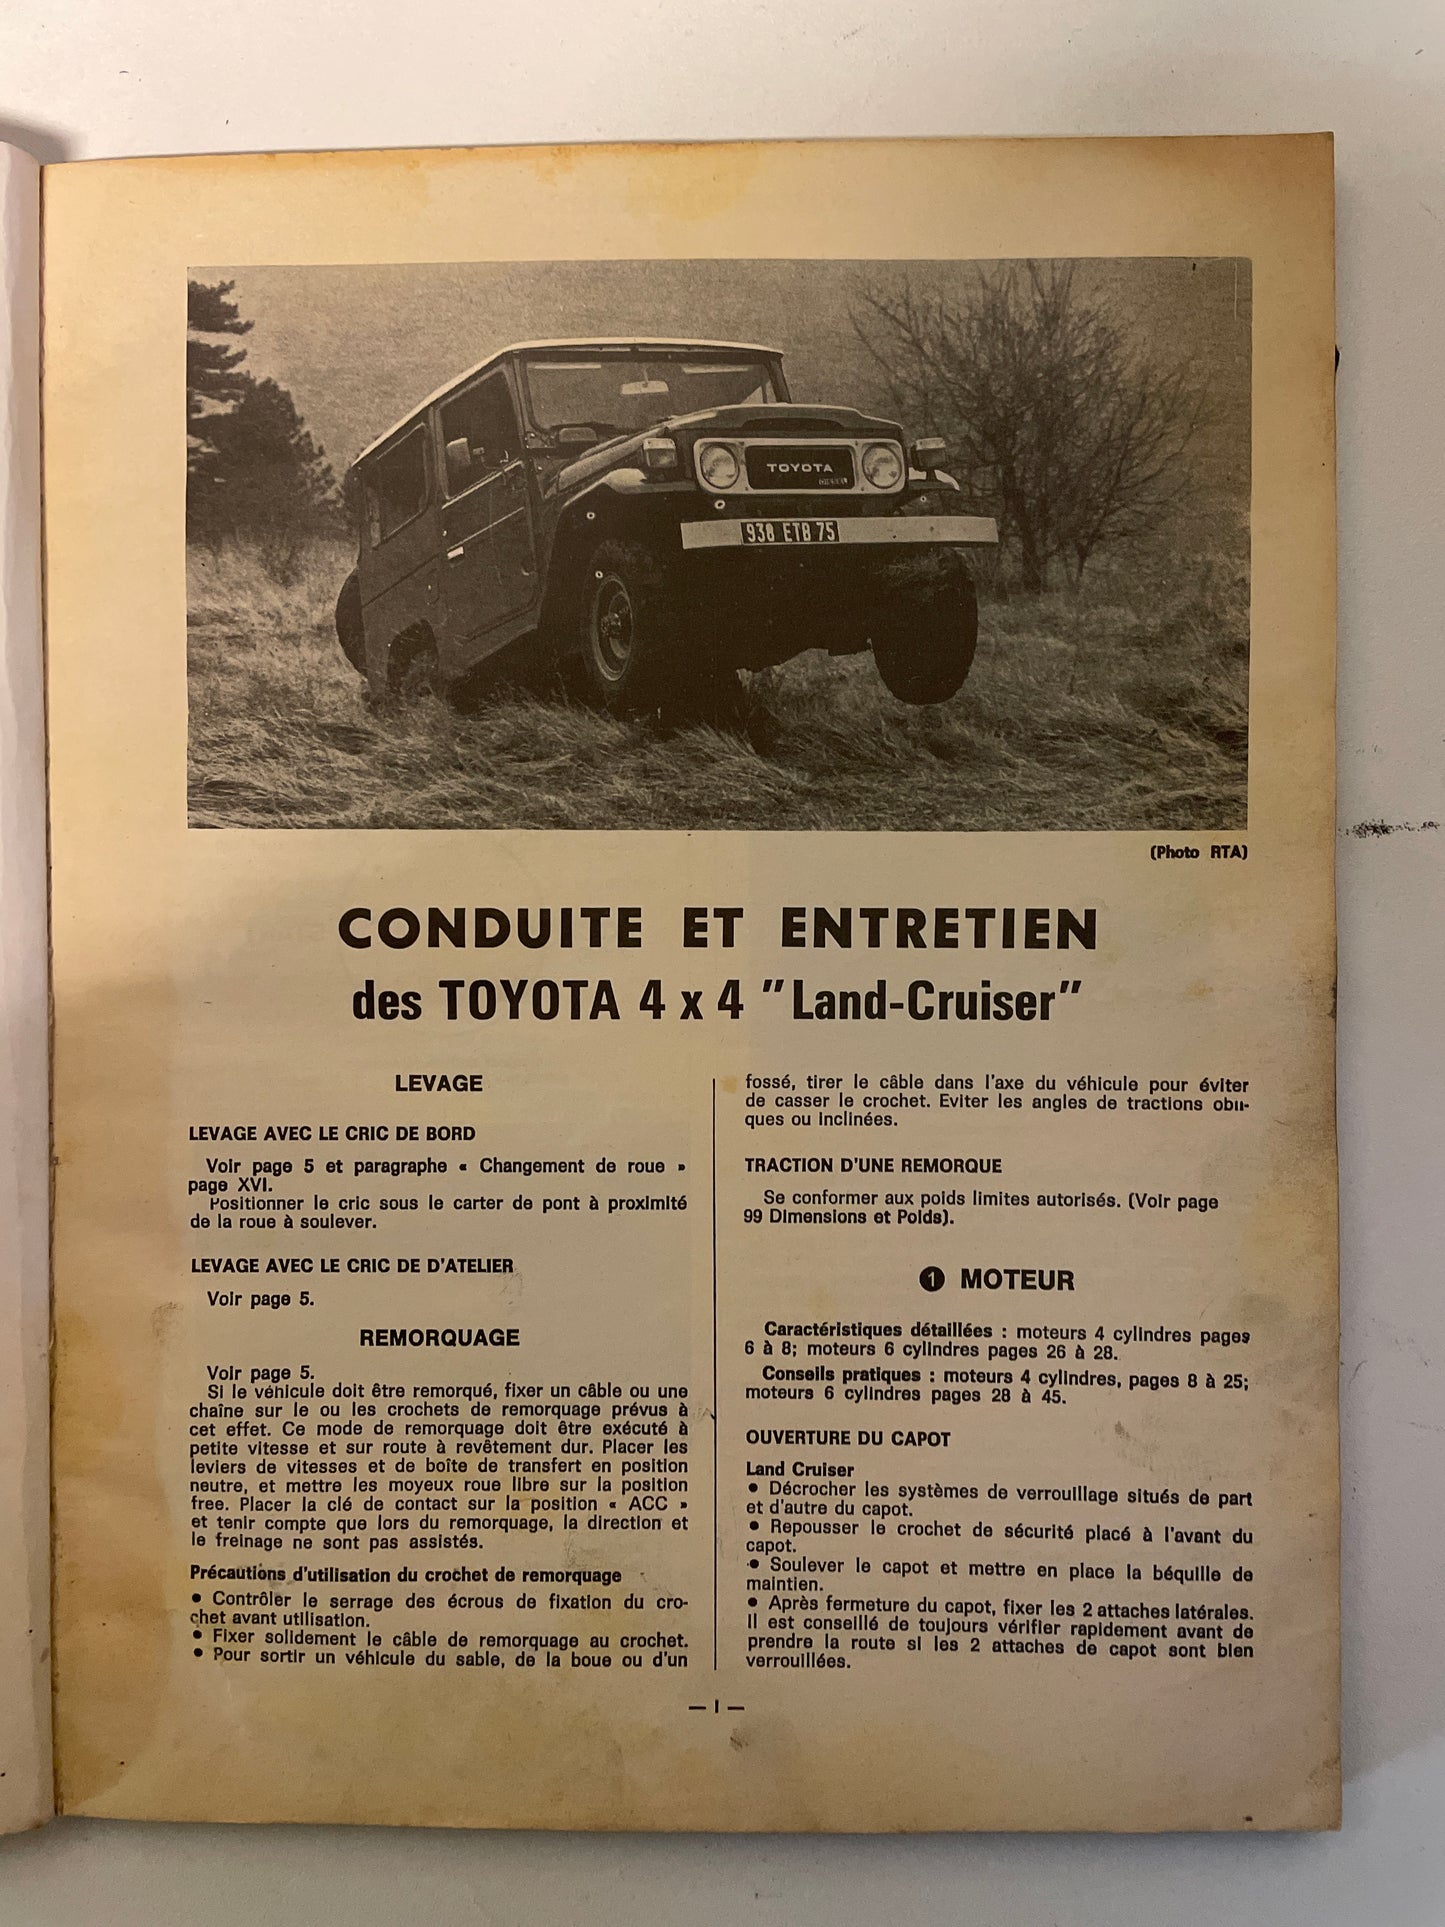 TOYOTA
DIESEL
938 ETB 75
(Photo RTA)
CONDUITE ET ENTRETIEN
des TOYOTA 4 x 4 "Land-Cruiser"
LEVAGE
LEVAGE AVEC LE CRIC DE BORD
Voir page 5 et paragraphe « Changement de roue »
page XVI.
Positionner le cric sous le carter de pont à proximité
de la roue à soulever.
LEVAGE AVEC LE CRIC DE D'ATELIER
Voir page 5.
REMORQUAGE
Voir page 5.
Si le véhicule doit être remorqué, fixer un câble ou une
chaîne sur le ou les crochets de remorquage prévus à
cet effet. Ce mode de remorquage doit être exécuté à
petite vitesse et sur route à revêtement dur. Placer les
leviers de vitesses et de boîte de transfert en position
neutre, et mettre les moyeux roue libre sur la position
free. Placer la clé de contact sur la position « ACC »
et tenir compte que lors du remorquage, la direction et
le freinage ne sont pas assistés.
Précautions d'utilisation du crochet de remorquage
• Contrôler le serrage des écrous de fixation du cro-
chet avant utilisation.
• Fixer solidement le câble de remorquage au crochet.
• Pour sortir un véhicule du sable, de la boue ou d'un
fossé, tirer le câble dans l'axe du véhicule pour éviter
de casser le crochet. Eviter les angles de tractions obli-
ques ou inclinées.
TRACTION D'UNE REMORQUE
Se conformer aux poids limites autorisés. (Voir page
99 Dimensions et Poids).
1 MOTEUR
Caractéristiques détaillées : moteurs 4 cylindres pages
6 à 8; moteurs 6 cylindres pages 26 à 28.
Conseils pratiques : moteurs 4 cylindres, pages 8 à 25;
moteurs 6 cylindres pages 28 à 45.
OUVERTURE DU CAPOT
Land Cruiser
• Décrocher les systèmes de verrouillage situés de part
et d'autre du capot.
• Repousser le crochet de sécurité placé à l'avant du
capot.
• Soulever le capot et mettre en place la béquille de
maintien.
• Après fermeture du capot, fixer les 2 attaches latérales.
Il est conseillé de toujours vérifier rapidement avant de
prendre la route si les 2 attaches de capot sont bien
verrouillées.
— I —